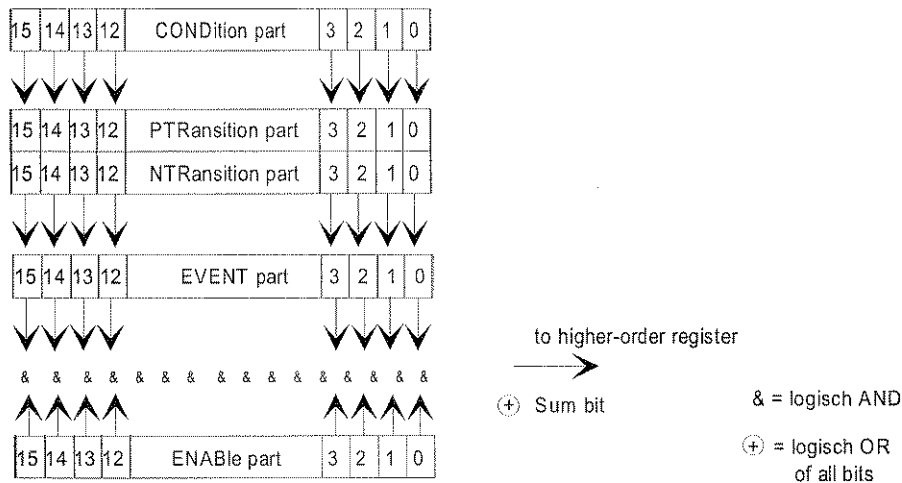 15 14 13 12 CONDition part 3 2 1 0
15 14 13 12 PTRansition part 3 2 1 0
15 14 13 12 NTRansition part 3 2 1 0
15 14 13 12 EVENT part 3 2 1 0
to higher-order register
& & & & & & & & & & & & & & & &
⊕ Sum bit
& = logisch AND
15 14 13 12 ENABle part 3 2 1 0
⊕ = logisch OR
of all bits